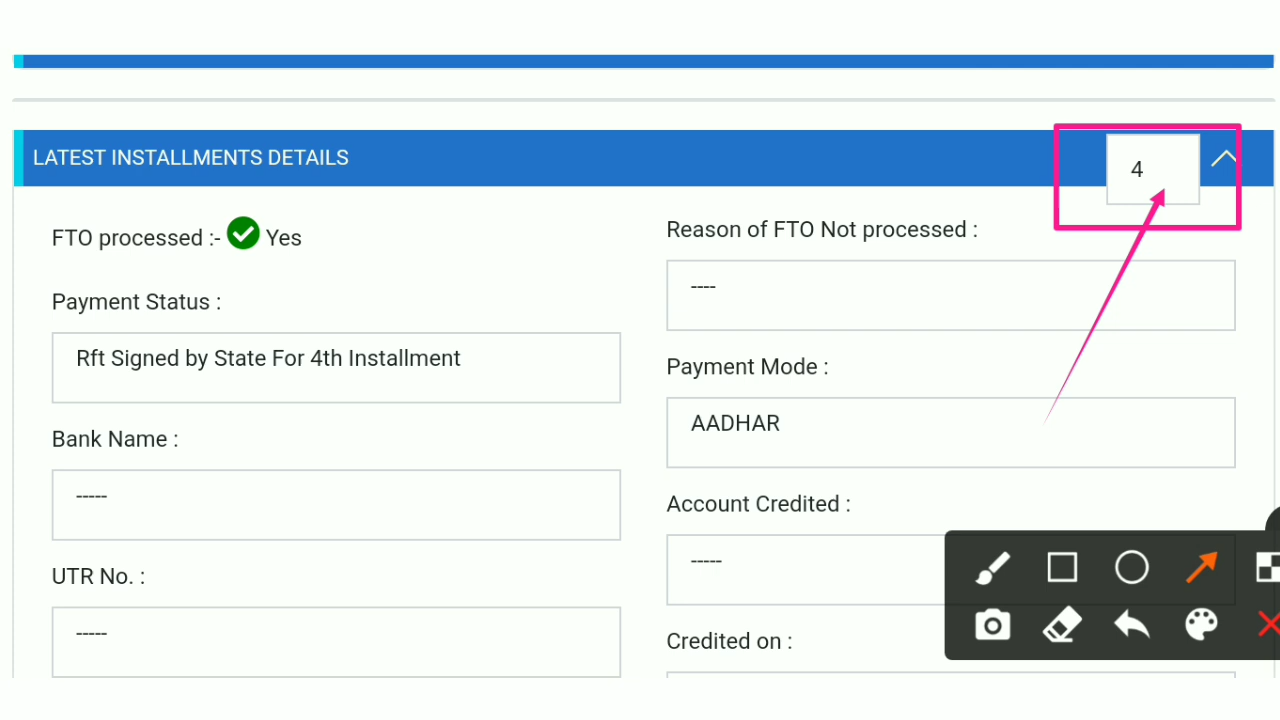 LATEST INSTALLMENTS DETAILS
4
FTO processed :- Yes
Payment Status :
Rft Signed by State For 4th Installment
Bank Name :
-----
UTR No. :
-----
Reason of FTO Not processed :
----
Payment Mode :
AADHAR
Account Credited :
-----
Credited on :